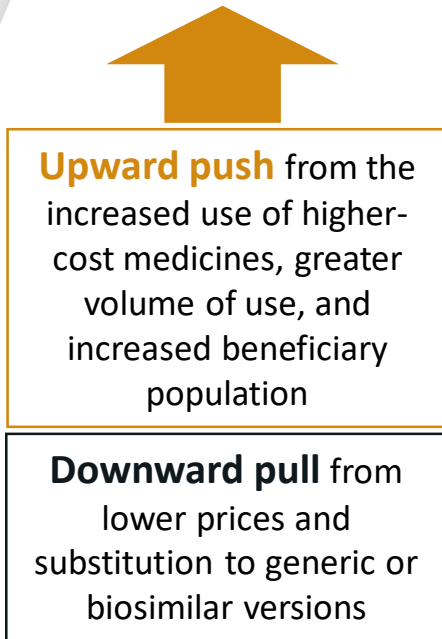 Upward push from the
increased use of higher-
cost medicines, greater
volume of use, and
increased beneficiary
population
Downward pull from
lower prices and
substitution to generic or
biosimilar versions